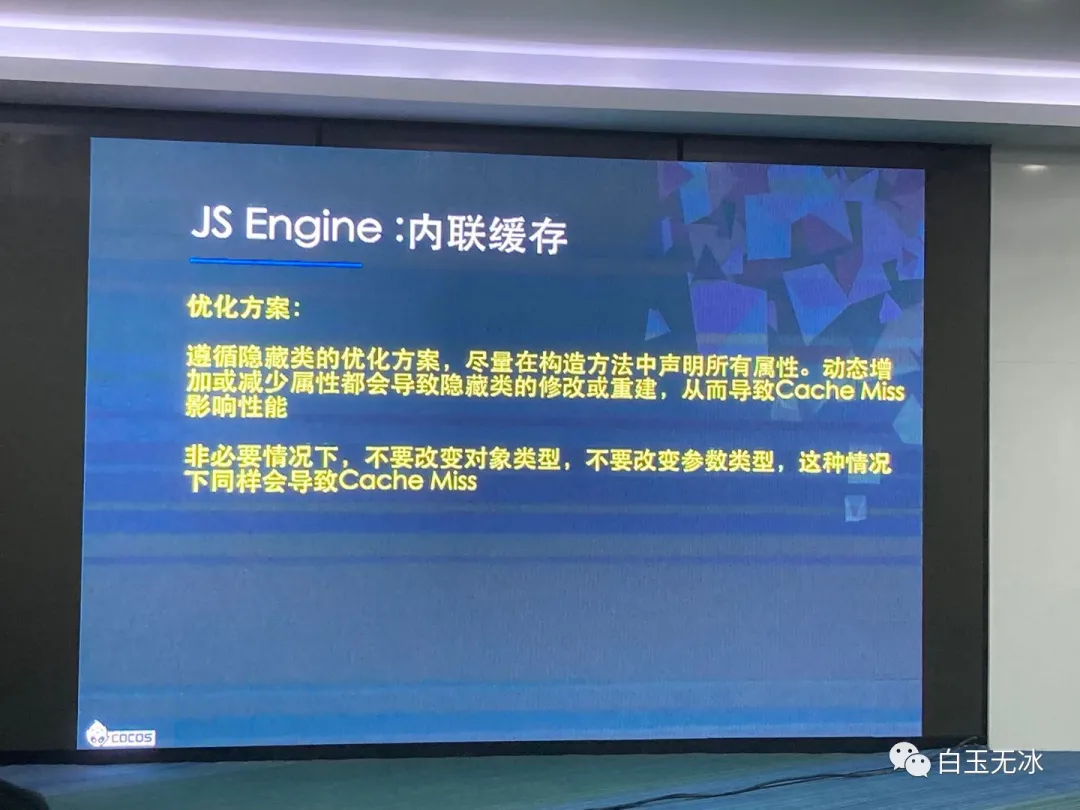 JS Engine :内联缓存
优化方案：
遵循隐藏类的优化方案，尽量在构造方法中声明所有属性。动态增
加或减少属性都会导致隐藏类的修改或重建，从而导致Cache Miss
影响性能
非必要情况下，不要改变对象类型，不要改变参数类型，这种情况
下同样会导致Cache Miss
COCOS
白玉无冰